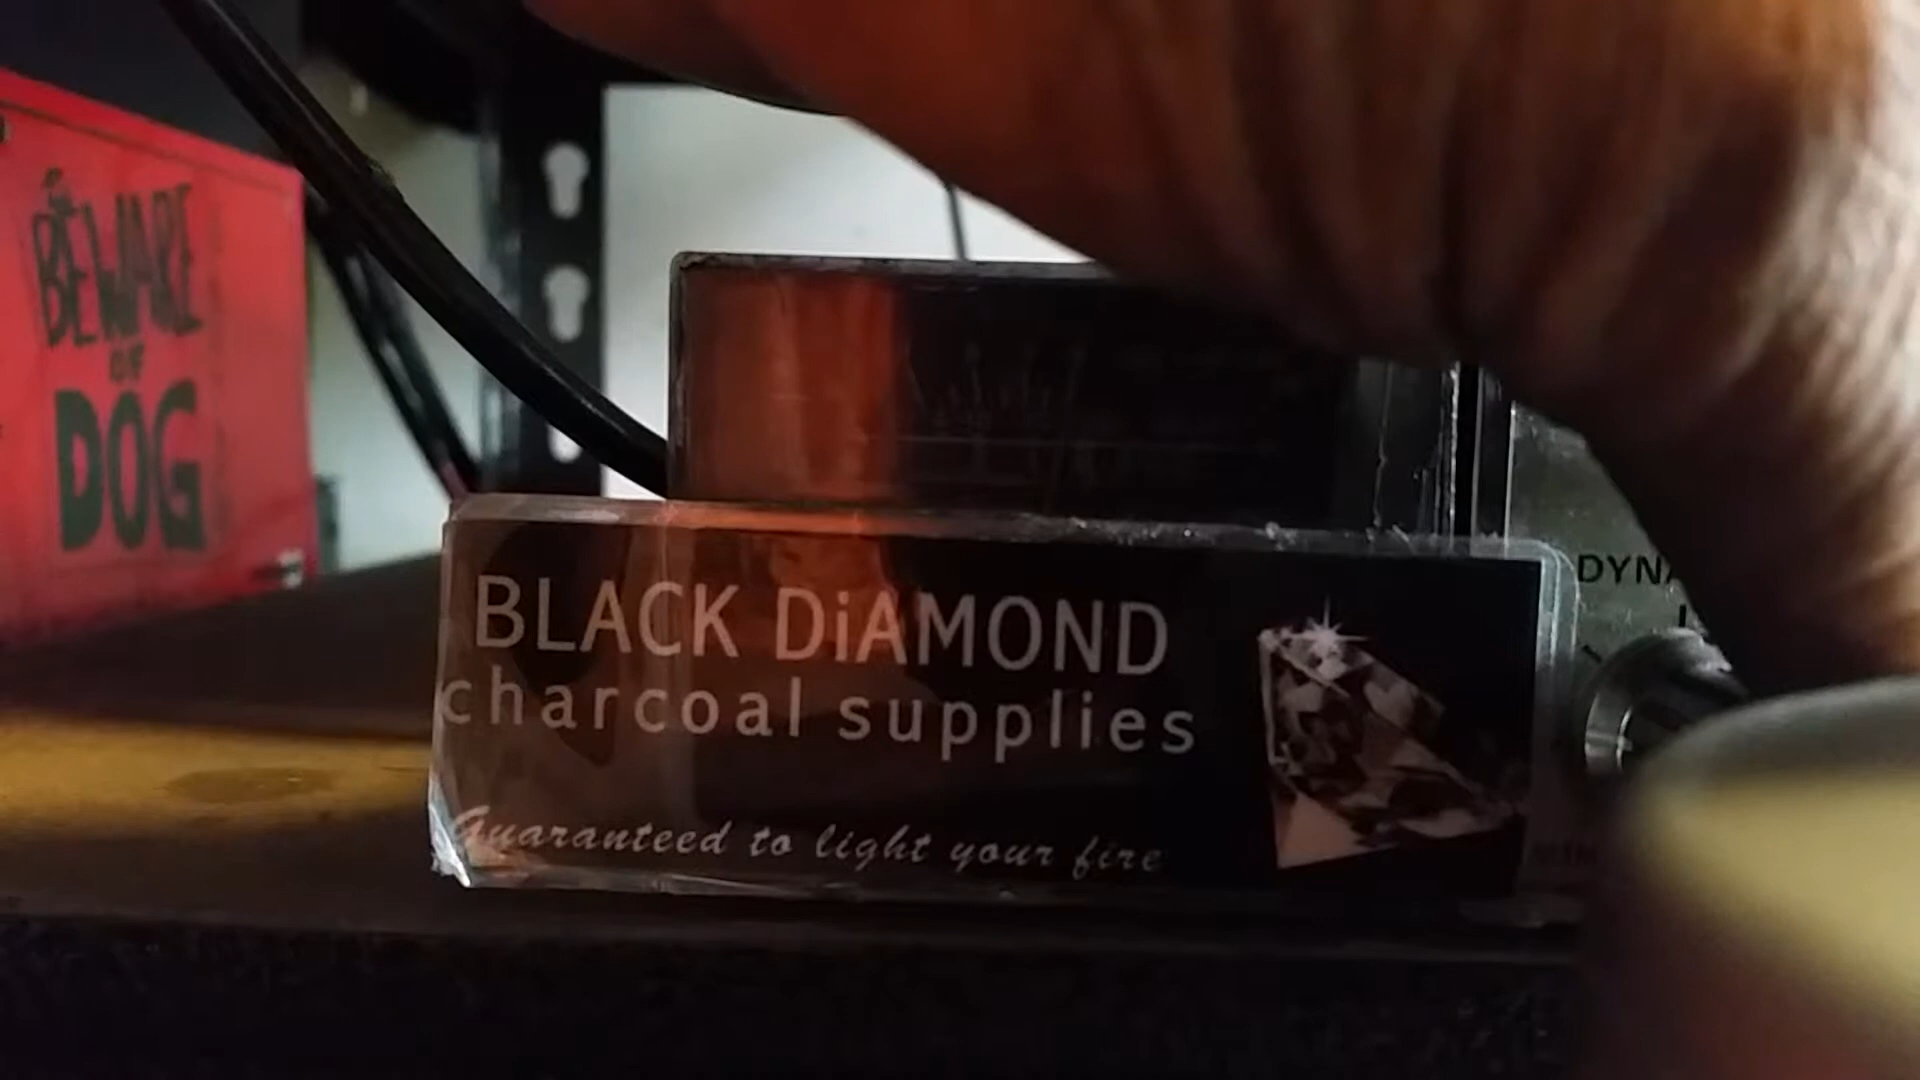 BEWARE
OF
DOG
BLACK DiAMOND
charcoal supplies
Guaranteed to light your fire